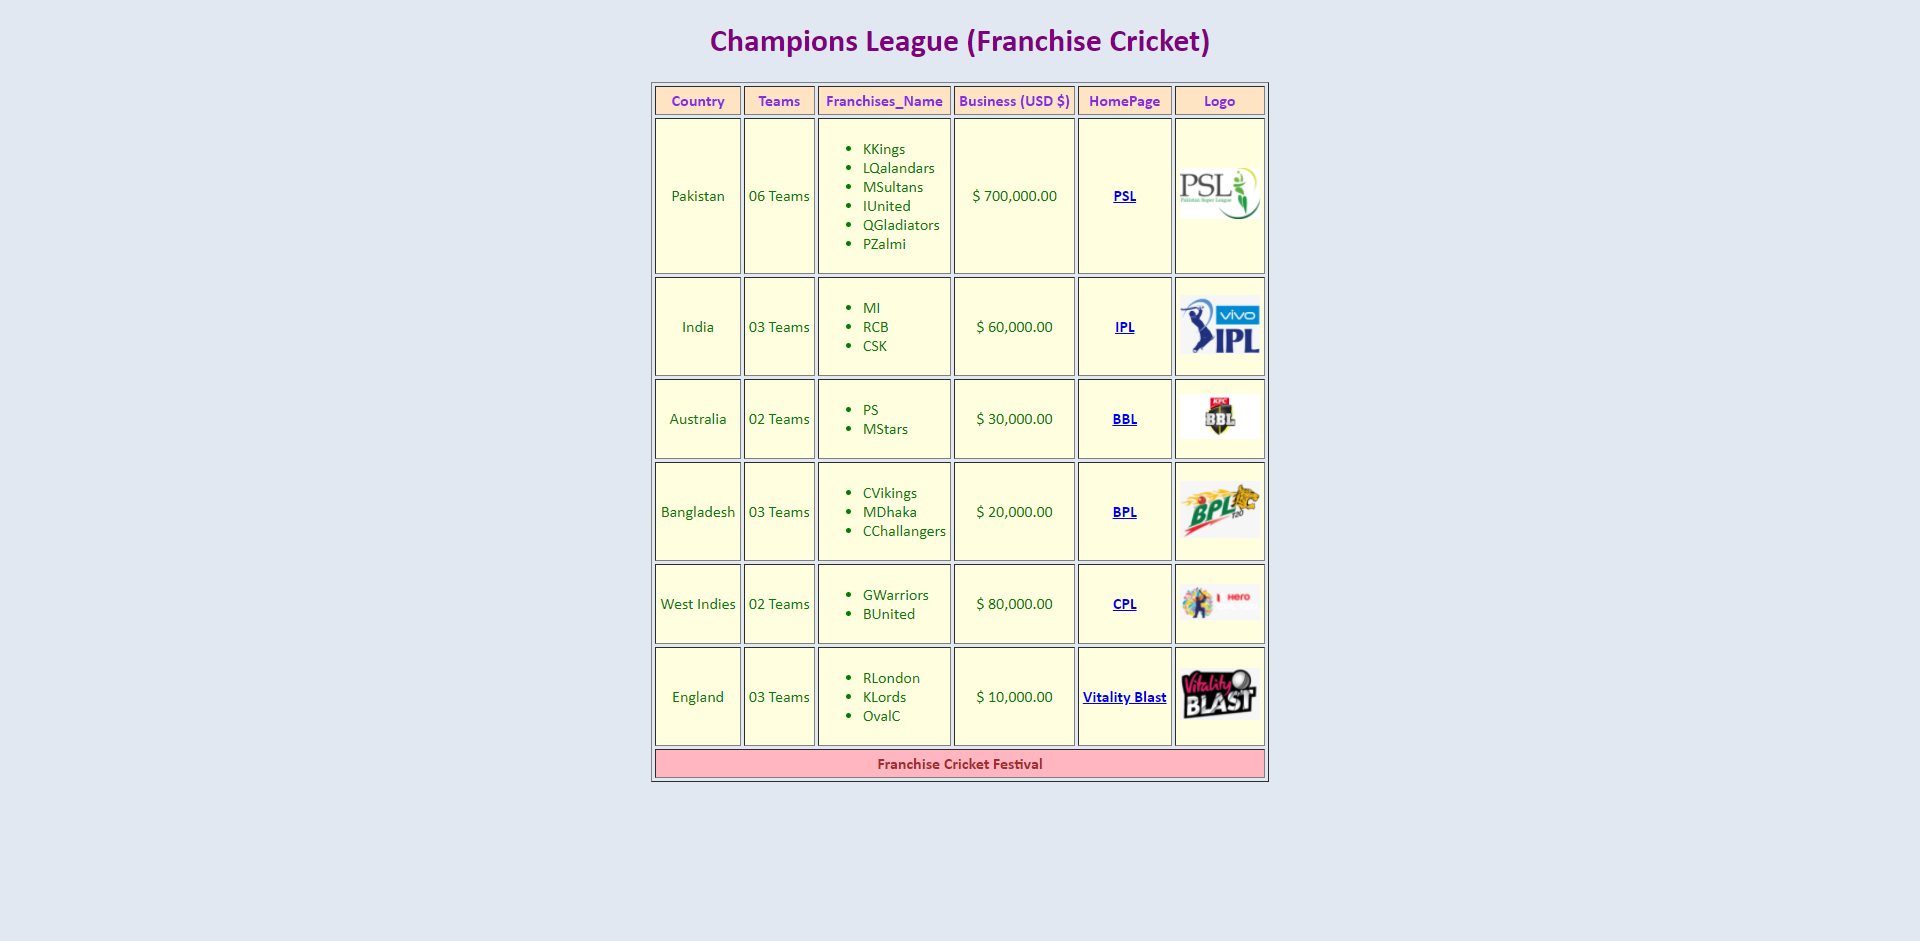 Champions League (Franchise Cricket)
Country Teams Franchises_Name Business (USD $) HomePage Logo
Pakistan 06 Teams
KKings
LQalandars
MSultans
IUnited
QGladiators
PZalmi
$ 700,000.00 PSL
PSL
Pakistan Super League
India 03 Teams
MI
RCB
CSK
$ 60,000.00 IPL
vivo
IPL
Australia 02 Teams
PS
MStars
$ 30,000.00 BBL
KFC
BBL
Bangladesh 03 Teams
CVikings
MDhaka
CChallangers
$ 20,000.00 BPL
BPL
T20
West Indies 02 Teams
GWarriors
BUnited
$ 80,000.00 CPL
Hero
England 03 Teams
RLondon
KLords
OvalC
$ 10,000.00 Vitality Blast
Vitality
BLAST
Franchise Cricket Festival